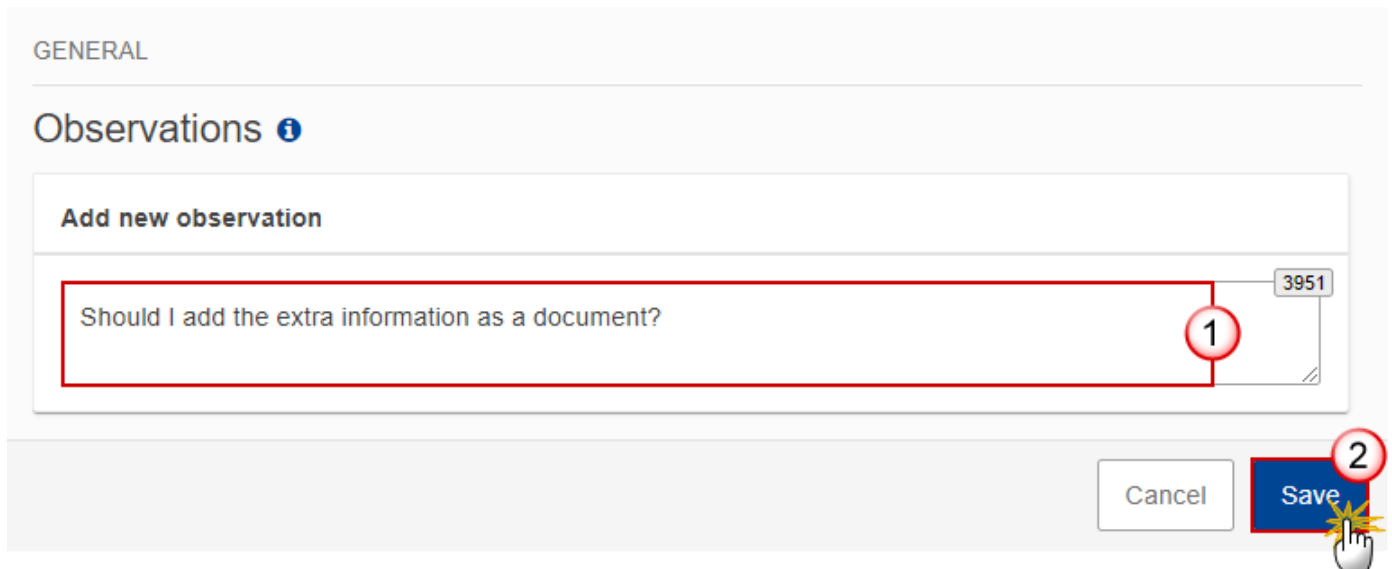 GENERAL
Observations
Add new observation
3951
Should I add the extra information as a document?
1
2
Cancel
Save